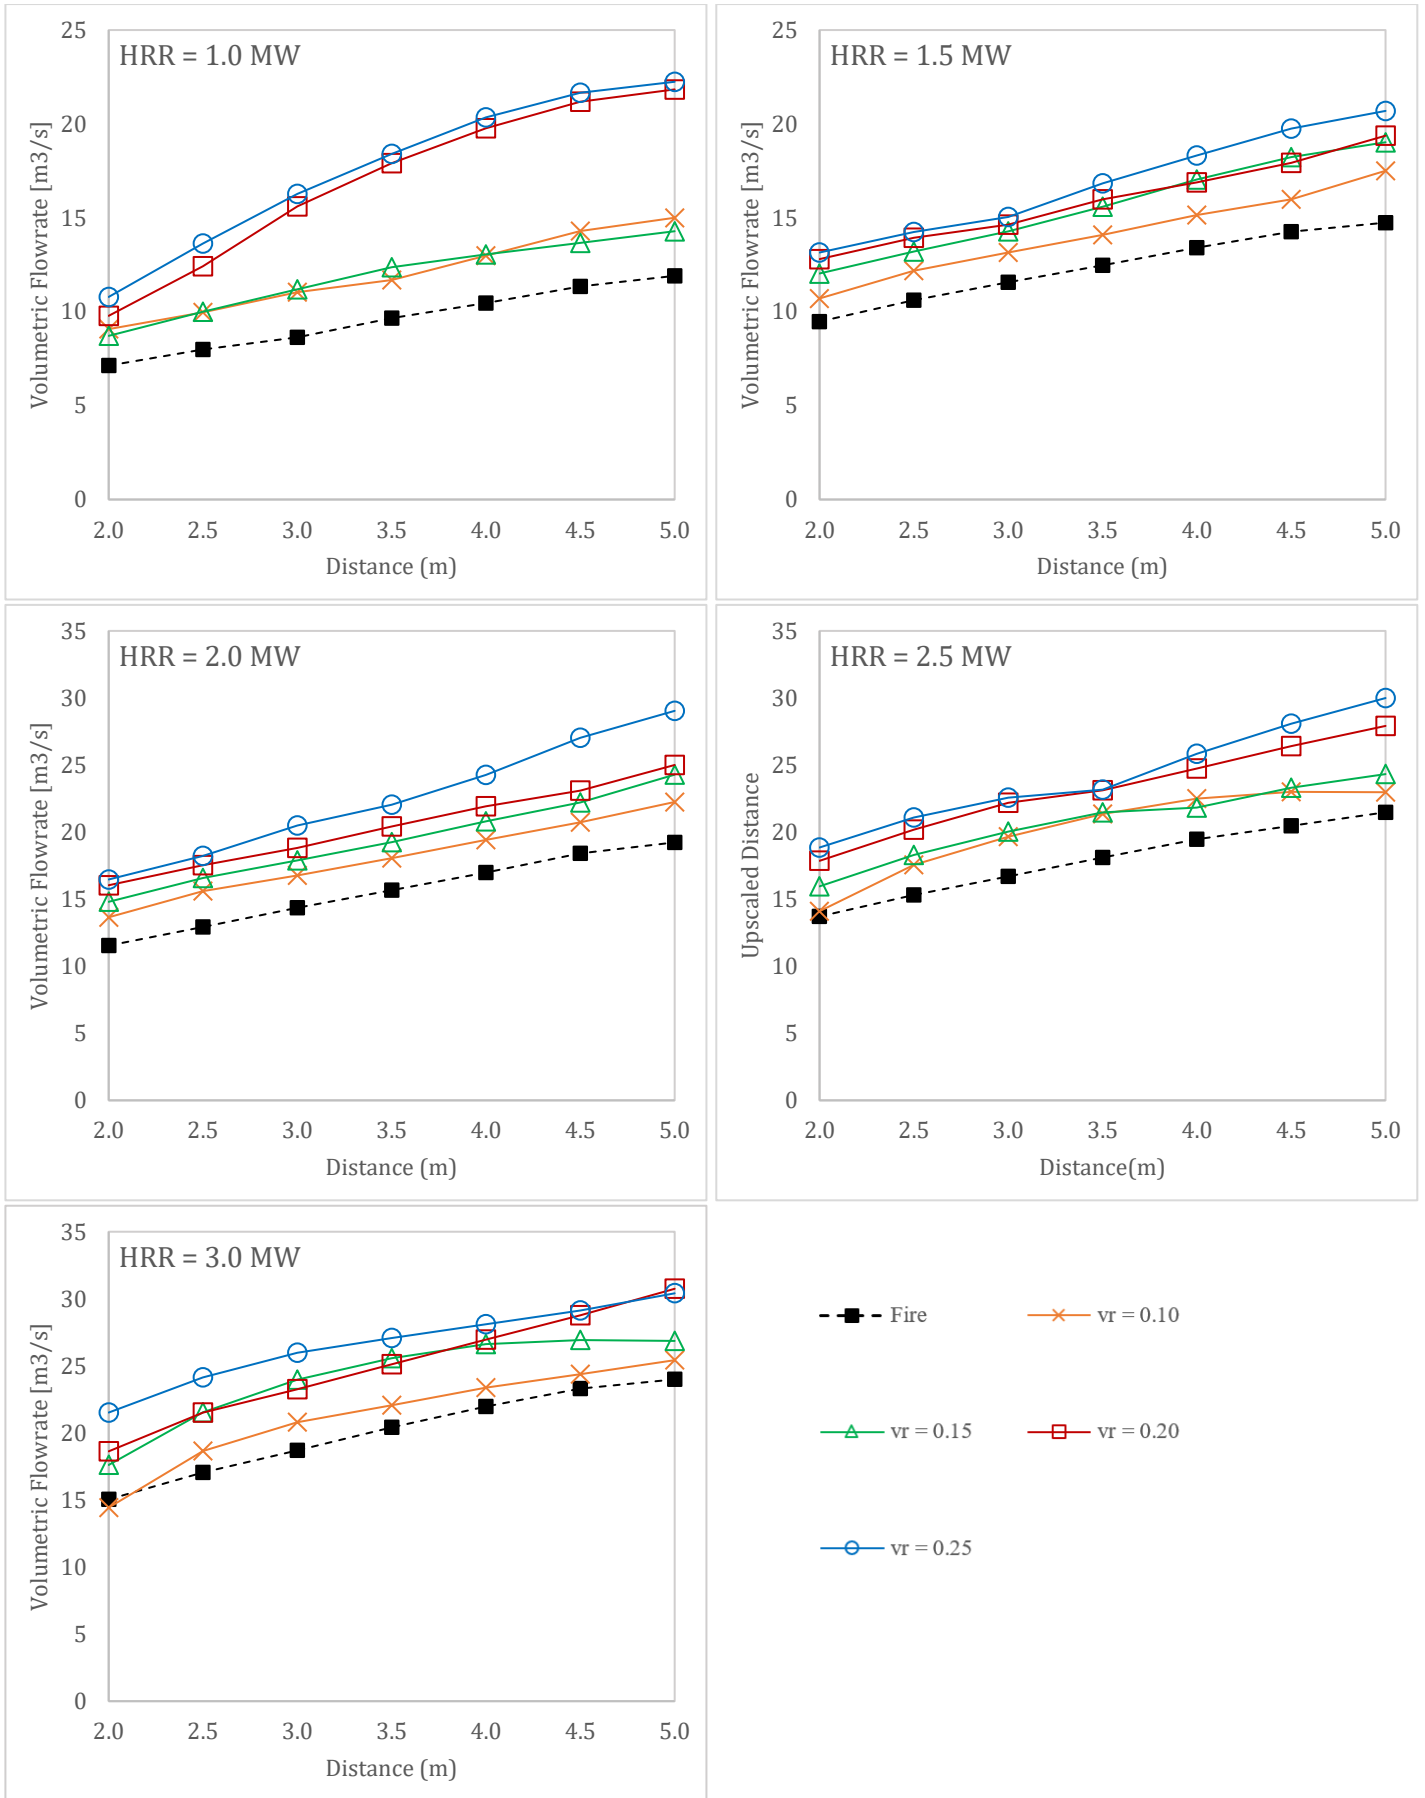 HRR = 1.0 MW
Volumetric Flowrate [m3/s]
25
20
15
10
5
0
2.0 2.5 3.0 3.5 4.0 4.5 5.0
Distance (m)
HRR = 1.5 MW
Volumetric Flowrate [m3/s]
25
20
15
10
5
0
2.0 2.5 3.0 3.5 4.0 4.5 5.0
Distance (m)
HRR = 2.0 MW
Volumetric Flowrate [m3/s]
35
30
25
20
15
10
5
0
2.0 2.5 3.0 3.5 4.0 4.5 5.0
Distance (m)
HRR = 2.5 MW
Upscaled Distance
35
30
25
20
15
10
5
0
2.0 2.5 3.0 3.5 4.0 4.5 5.0
Distance(m)
HRR = 3.0 MW
Volumetric Flowrate [m3/s]
35
30
25
20
15
10
5
0
2.0 2.5 3.0 3.5 4.0 4.5 5.0
Distance (m)
Fire
vr = 0.10
vr = 0.15
vr = 0.20
vr = 0.25